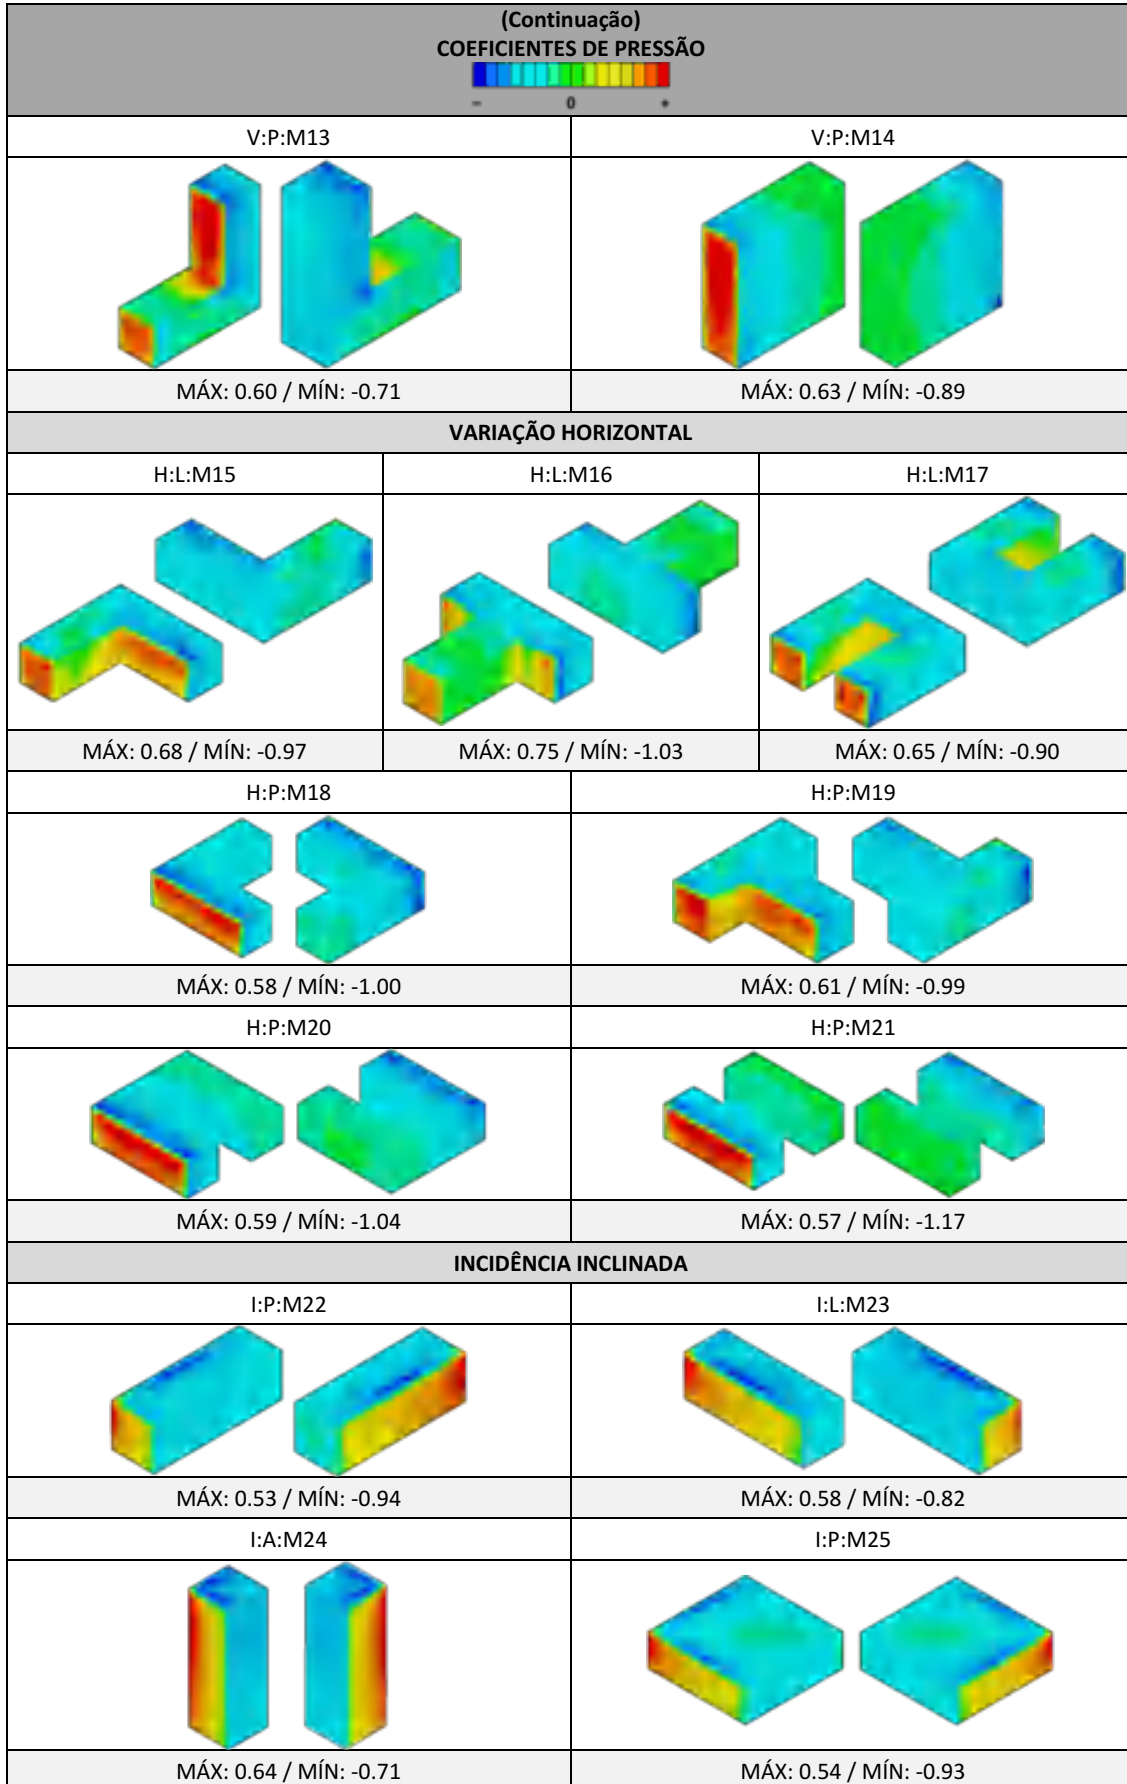 (Continuação)
COEFICIENTES DE PRESSÃO
- 0 +
V:P:M13 V:P:M14
MÁX: 0.60 / MÍN: -0.71 MÁX: 0.63 / MÍN: -0.89
VARIAÇÃO HORIZONTAL
H:L:M15 H:L:M16 H:L:M17
MÁX: 0.68 / MÍN: -0.97 MÁX: 0.75 / MÍN: -1.03 MÁX: 0.65 / MÍN: -0.90
H:P:M18 H:P:M19
MÁX: 0.58 / MÍN: -1.00 MÁX: 0.61 / MÍN: -0.99
H:P:M20 H:P:M21
MÁX: 0.59 / MÍN: -1.04 MÁX: 0.57 / MÍN: -1.17
INCIDÊNCIA INCLINADA
I:P:M22 I:L:M23
MÁX: 0.53 / MÍN: -0.94 MÁX: 0.58 / MÍN: -0.82
I:A:M24 I:P:M25
MÁX: 0.64 / MÍN: -0.71 MÁX: 0.54 / MÍN: -0.93